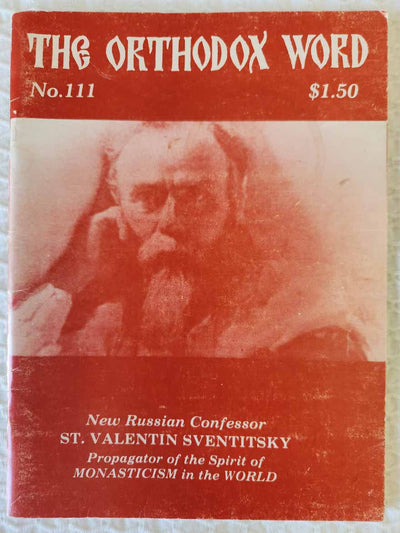 THE ORTHODOX WORD
No.111 $1.50
New Russian Confessor
ST. VALENTIN SVENTITSKY
Propagator of the Spirit of
MONASTICISM in the WORLD